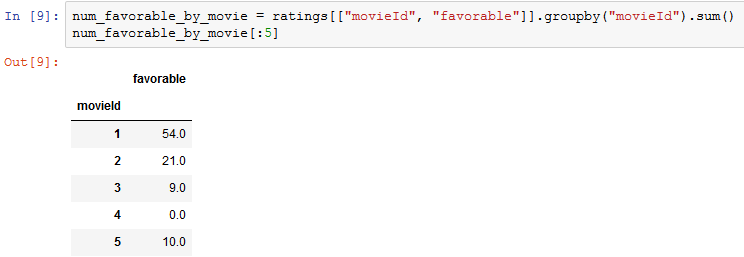 In [9]: num_favorable_by_movie = ratings[["movieId", "favorable"]].groupby("movieId").sum()
num_favorable_by_movie[:5]
Out[9]:
favorable
movieId
1 54.0
2 21.0
3 9.0
4 0.0
5 10.0